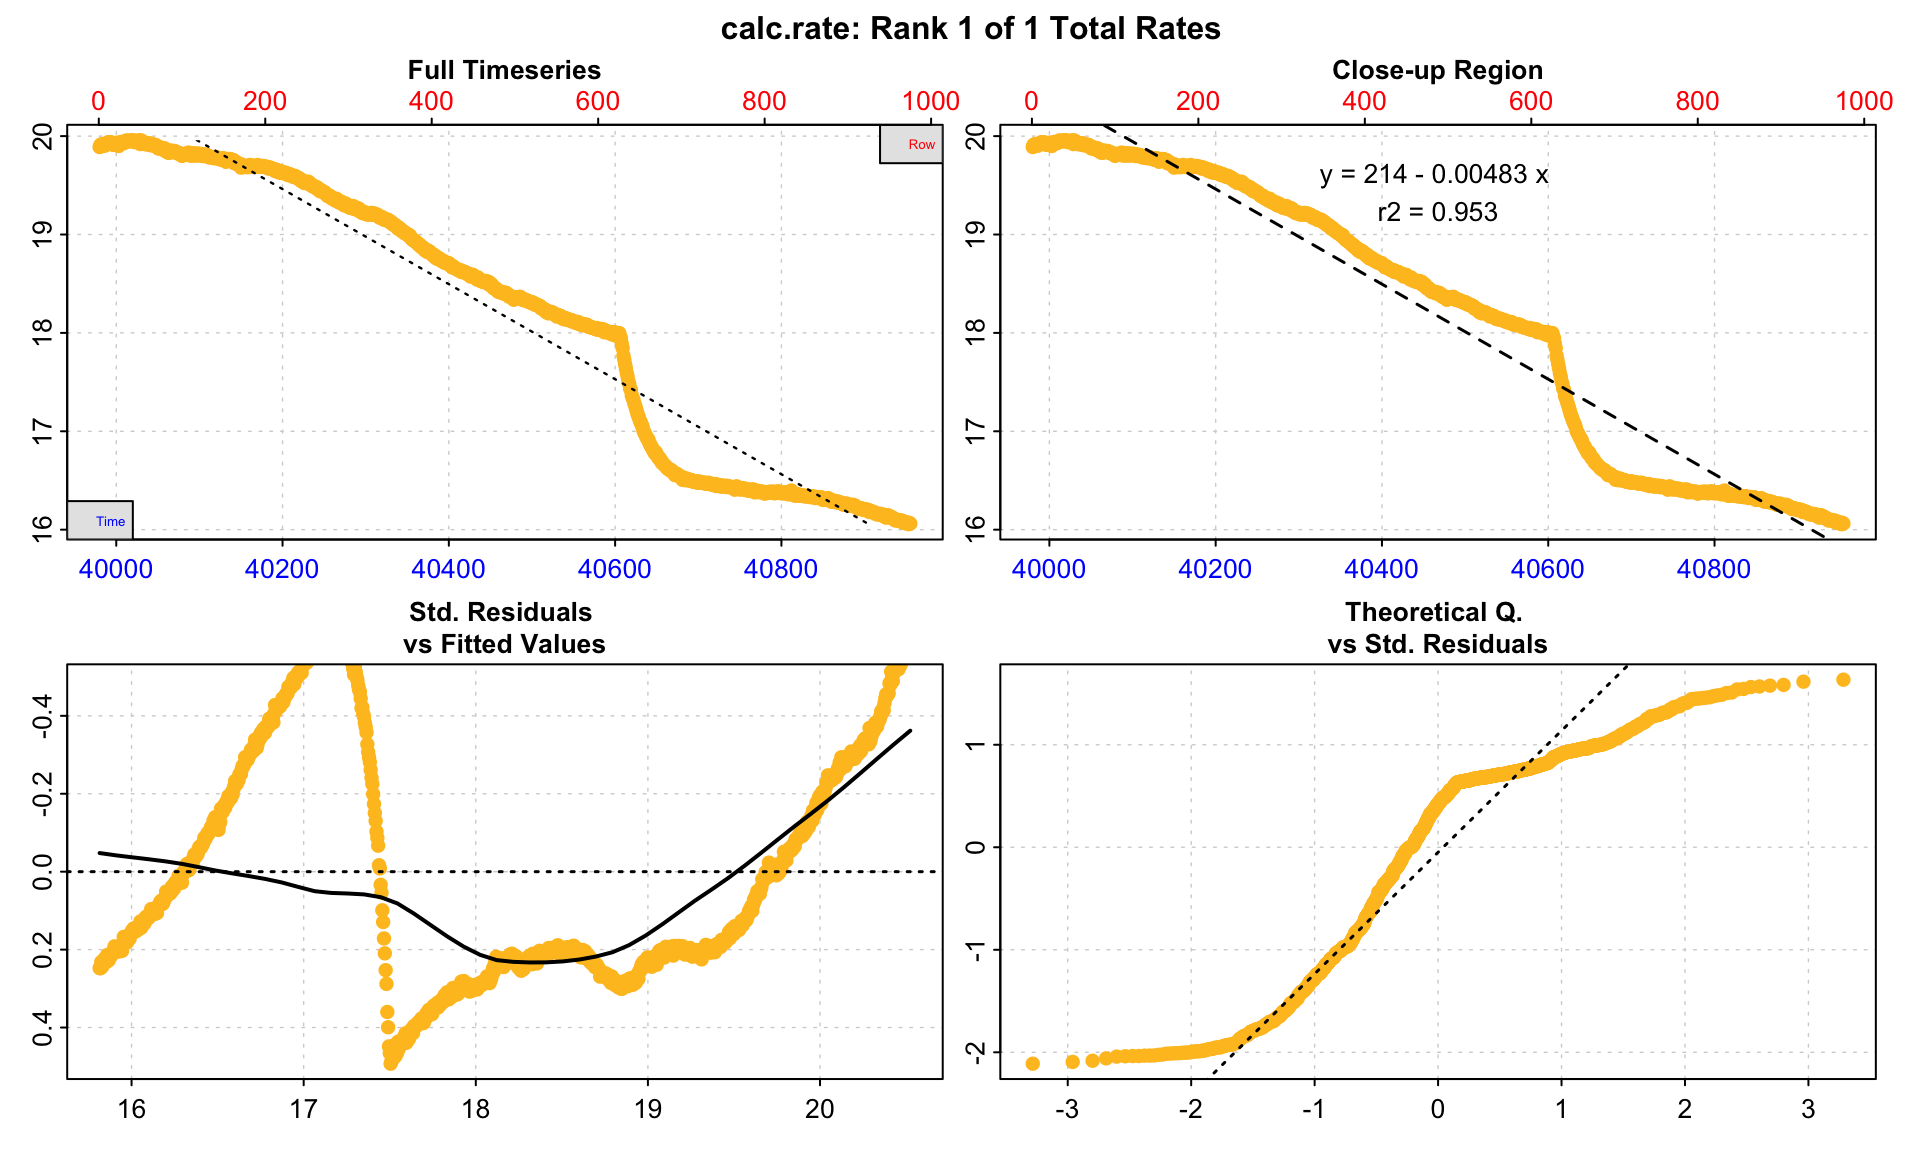 calc.rate: Rank 1 of 1 Total Rates
Full Timeseries
0 200 400 600 800 1000
20
19
18
17
16
Row
Time
40000 40200 40400 40600 40800
Close-up Region
0 200 400 600 800 1000
20
19
18
17
16
y = 214 - 0.00483 x
r2 = 0.953
40000 40200 40400 40600 40800
Std. Residuals
vs Fitted Values
-0.4
-0.2
0.0
0.2
0.4
16 17 18 19 20
Theoretical Q.
vs Std. Residuals
1
0
-1
-2
-3 -2 -1 0 1 2 3